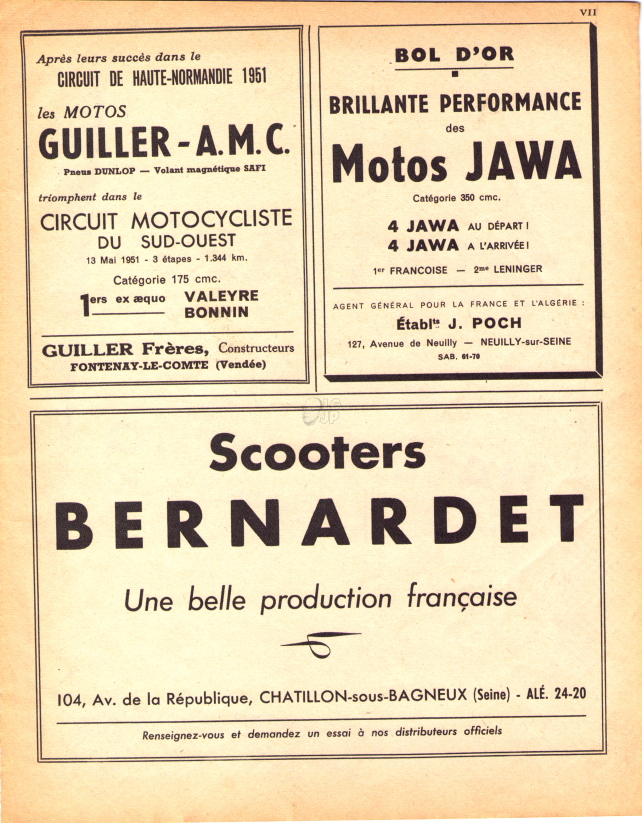 VII
Après leurs succès dans le
CIRCUIT DE HAUTE-NORMANDIE 1951
les MOTOS
GUILLER - A.M.C.
Pneus DUNLOP — Volant magnétique SAFI
triomphent dans le
CIRCUIT MOTOCYCLISTE
DU SUD-OUEST
13 Mai 1951 - 3 étapes - 1.344 km.
Catégorie 175 cmc.
1ers ex æquo VALEYRE
BONNIN
GUILLER Frères, Constructeurs
FONTENAY-LE-COMTE (Vendée)
BOL D'OR
BRILLANTE PERFORMANCE
des
Motos JAWA
Catégorie 350 cmc.
4 JAWA AU DÉPART !
4 JAWA A L'ARRIVÉE !
1er FRANCOISE — 2me LENINGER
AGENT GÉNÉRAL POUR LA FRANCE ET L'ALGÉRIE :
Établts J. POCH
127, Avenue de Neuilly — NEUILLY-sur-SEINE
SAB. 61-70
Scooters
BERNARDET
Une belle production française
104, Av. de la République, CHATILLON-sous-BAGNEUX (Seine) - ALÉ. 24-20
Renseignez-vous et demandez un essai à nos distributeurs officiels